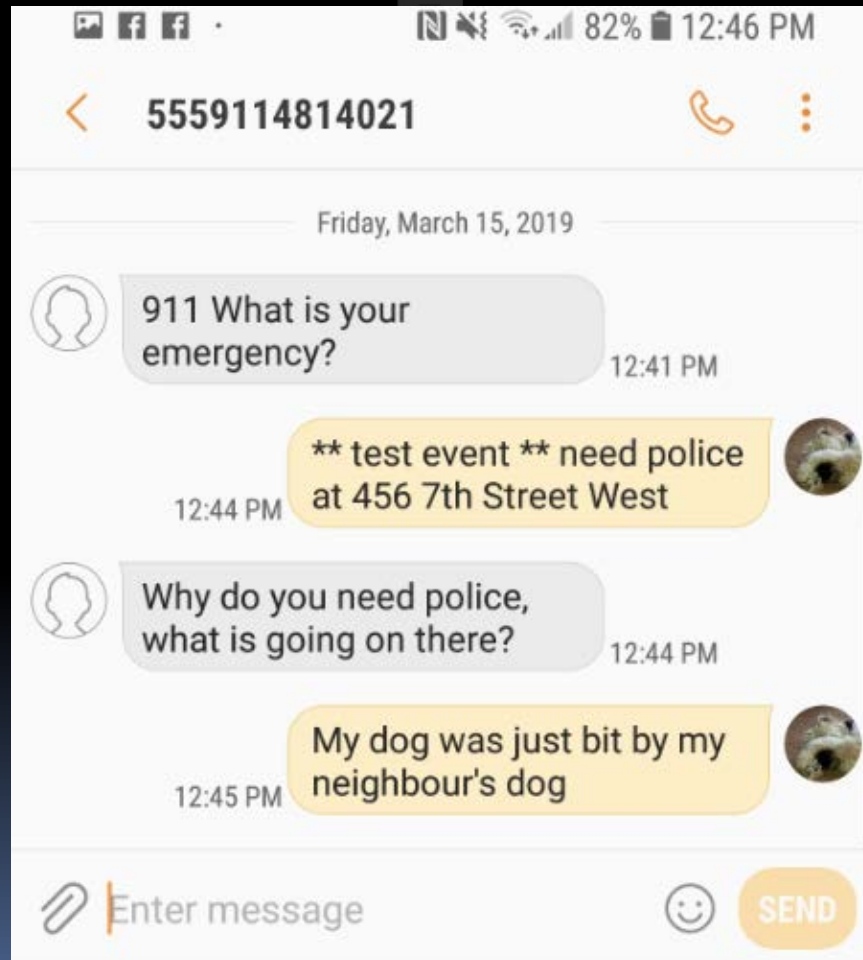 82% 12:46 PM
5559114814021
Friday, March 15, 2019
911 What is your
emergency?
12:41 PM
** test event ** need police
at 456 7th Street West
12:44 PM
Why do you need police,
what is going on there?
12:44 PM
My dog was just bit by my
neighbour's dog
12:45 PM
Enter message
SEND